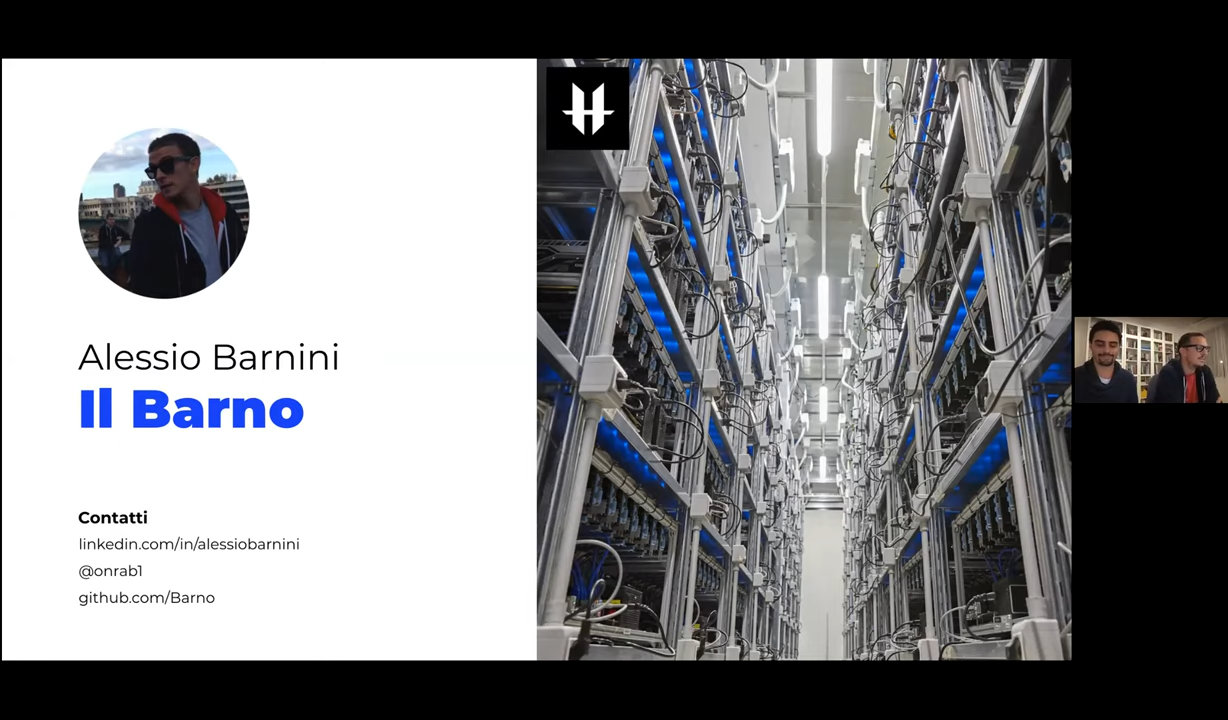 Alessio Barnini
Il Barno
Contatti
linkedin.com/in/alessiobarnini
@onrab1
github.com/Barno